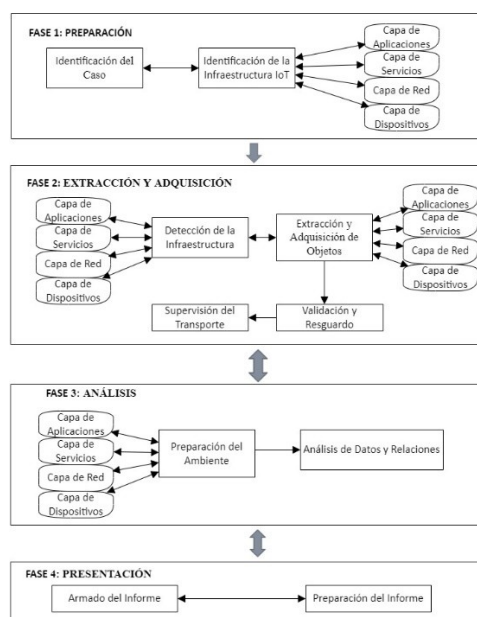 FASE 1: PREPARACIÓN
Identificación del
Caso
Identificación de la
Infraestructura IoT
Capa de
Aplicaciones
Capa de
Servicios
Capa de Red
Capa de
Dispositivos
FASE 2: EXTRACCIÓN Y ADQUISICIÓN
Capa de
Aplicaciones
Capa de
Servicios
Capa de Red
Capa de
Dispositivos
Detección de la
Infraestructura
Extracción y
Adquisición de
Objetos
Capa de
Aplicaciones
Capa de
Servicios
Capa de Red
Capa de
Dispositivos
Supervisión del
Transporte
Validación y
Resguardo
FASE 3: ANÁLISIS
Capa de
Aplicaciones
Capa de
Servicios
Capa de Red
Capa de
Dispositivos
Preparación del
Ambiente
Análisis de Datos y Relaciones
FASE 4: PRESENTACIÓN
Armado del Informe
Preparación del Informe